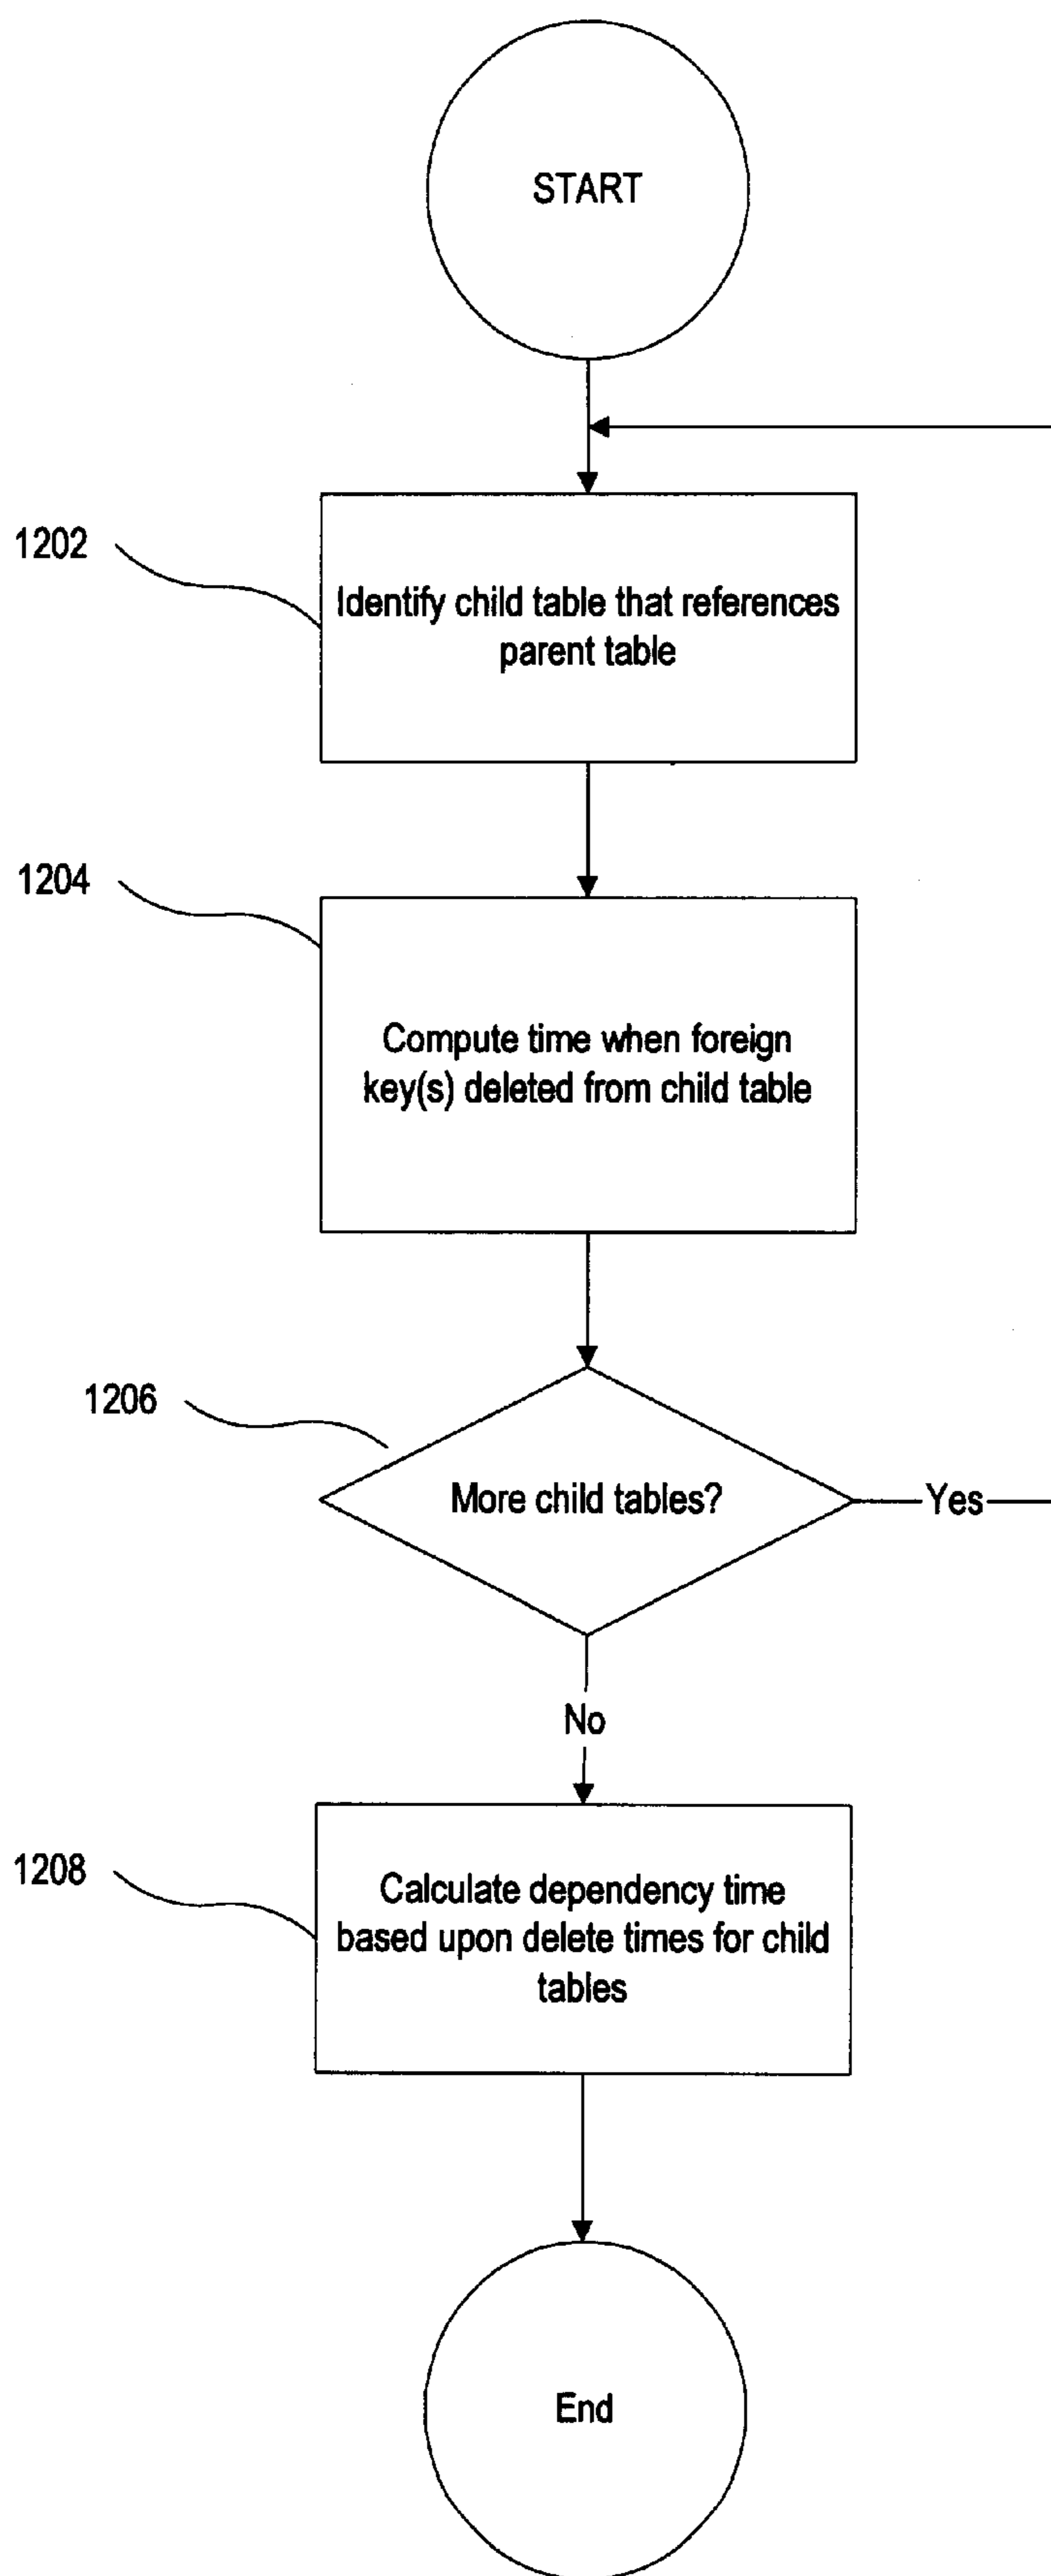 START
1202
Identify child table that references
parent table
1204
Compute time when foreign
key(s) deleted from child table
1206
More child tables?
Yes
No
1208
Calculate dependency time
based upon delete times for child
tables
End